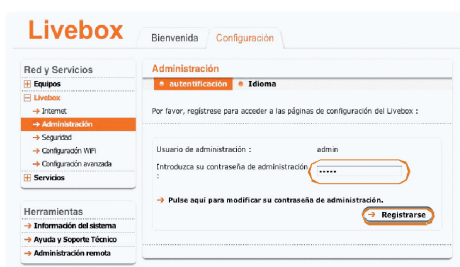 Livebox
Bienvenida
Configuración
Red y Servicios
Equipos
Livebox
Internet
Administración
Seguridad
Configuración WiFi
Configuración avanzada
Servicios
Herramientas
Información del sistema
Ayuda y Soporte Técnico
Administración remota
Administración
autentificación
Idioma
Por favor, regístrese para acceder a las páginas de configuración del Livebox :
Usuario de administración : admin
Introduzca su contraseña de administración
: •••••
Pulse aquí para modificar su contraseña de administración.
Registrarse